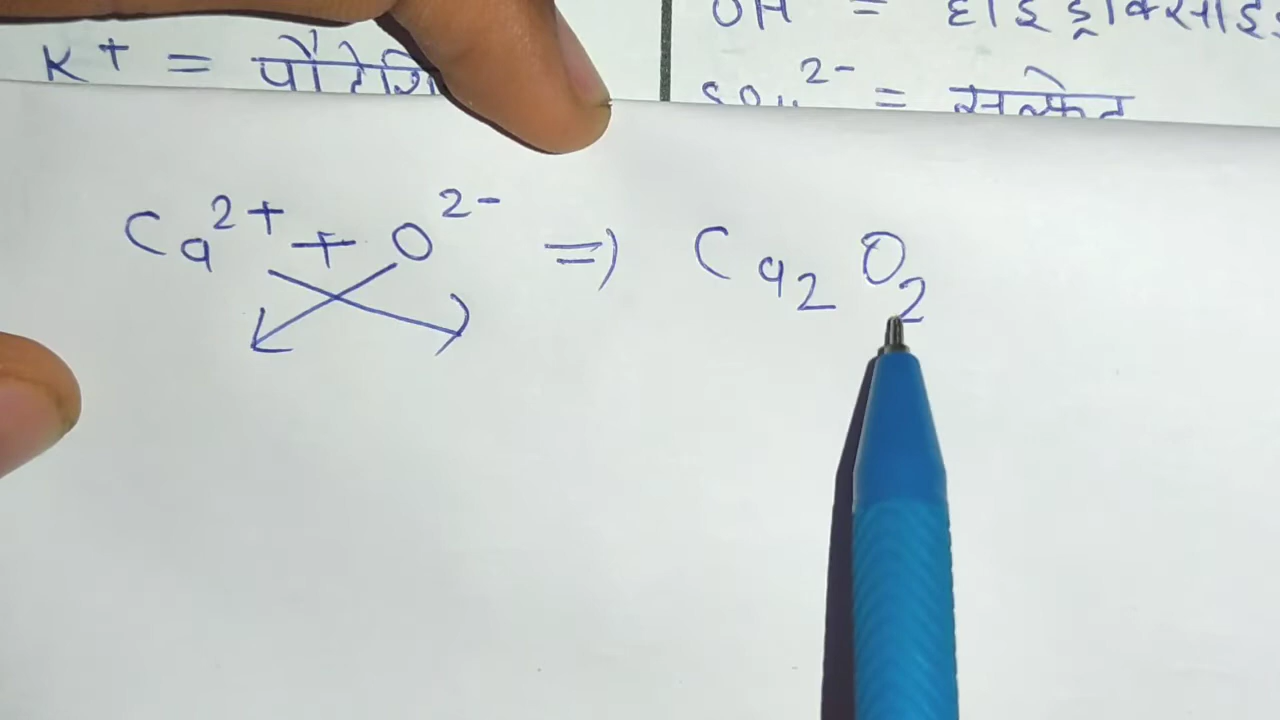 K⁺ =
OH⁻ = हाइड्रॉक्साइड
SO₄²⁻ = सल्फेट
Ca²⁺ + O²⁻ => Ca₂O₂